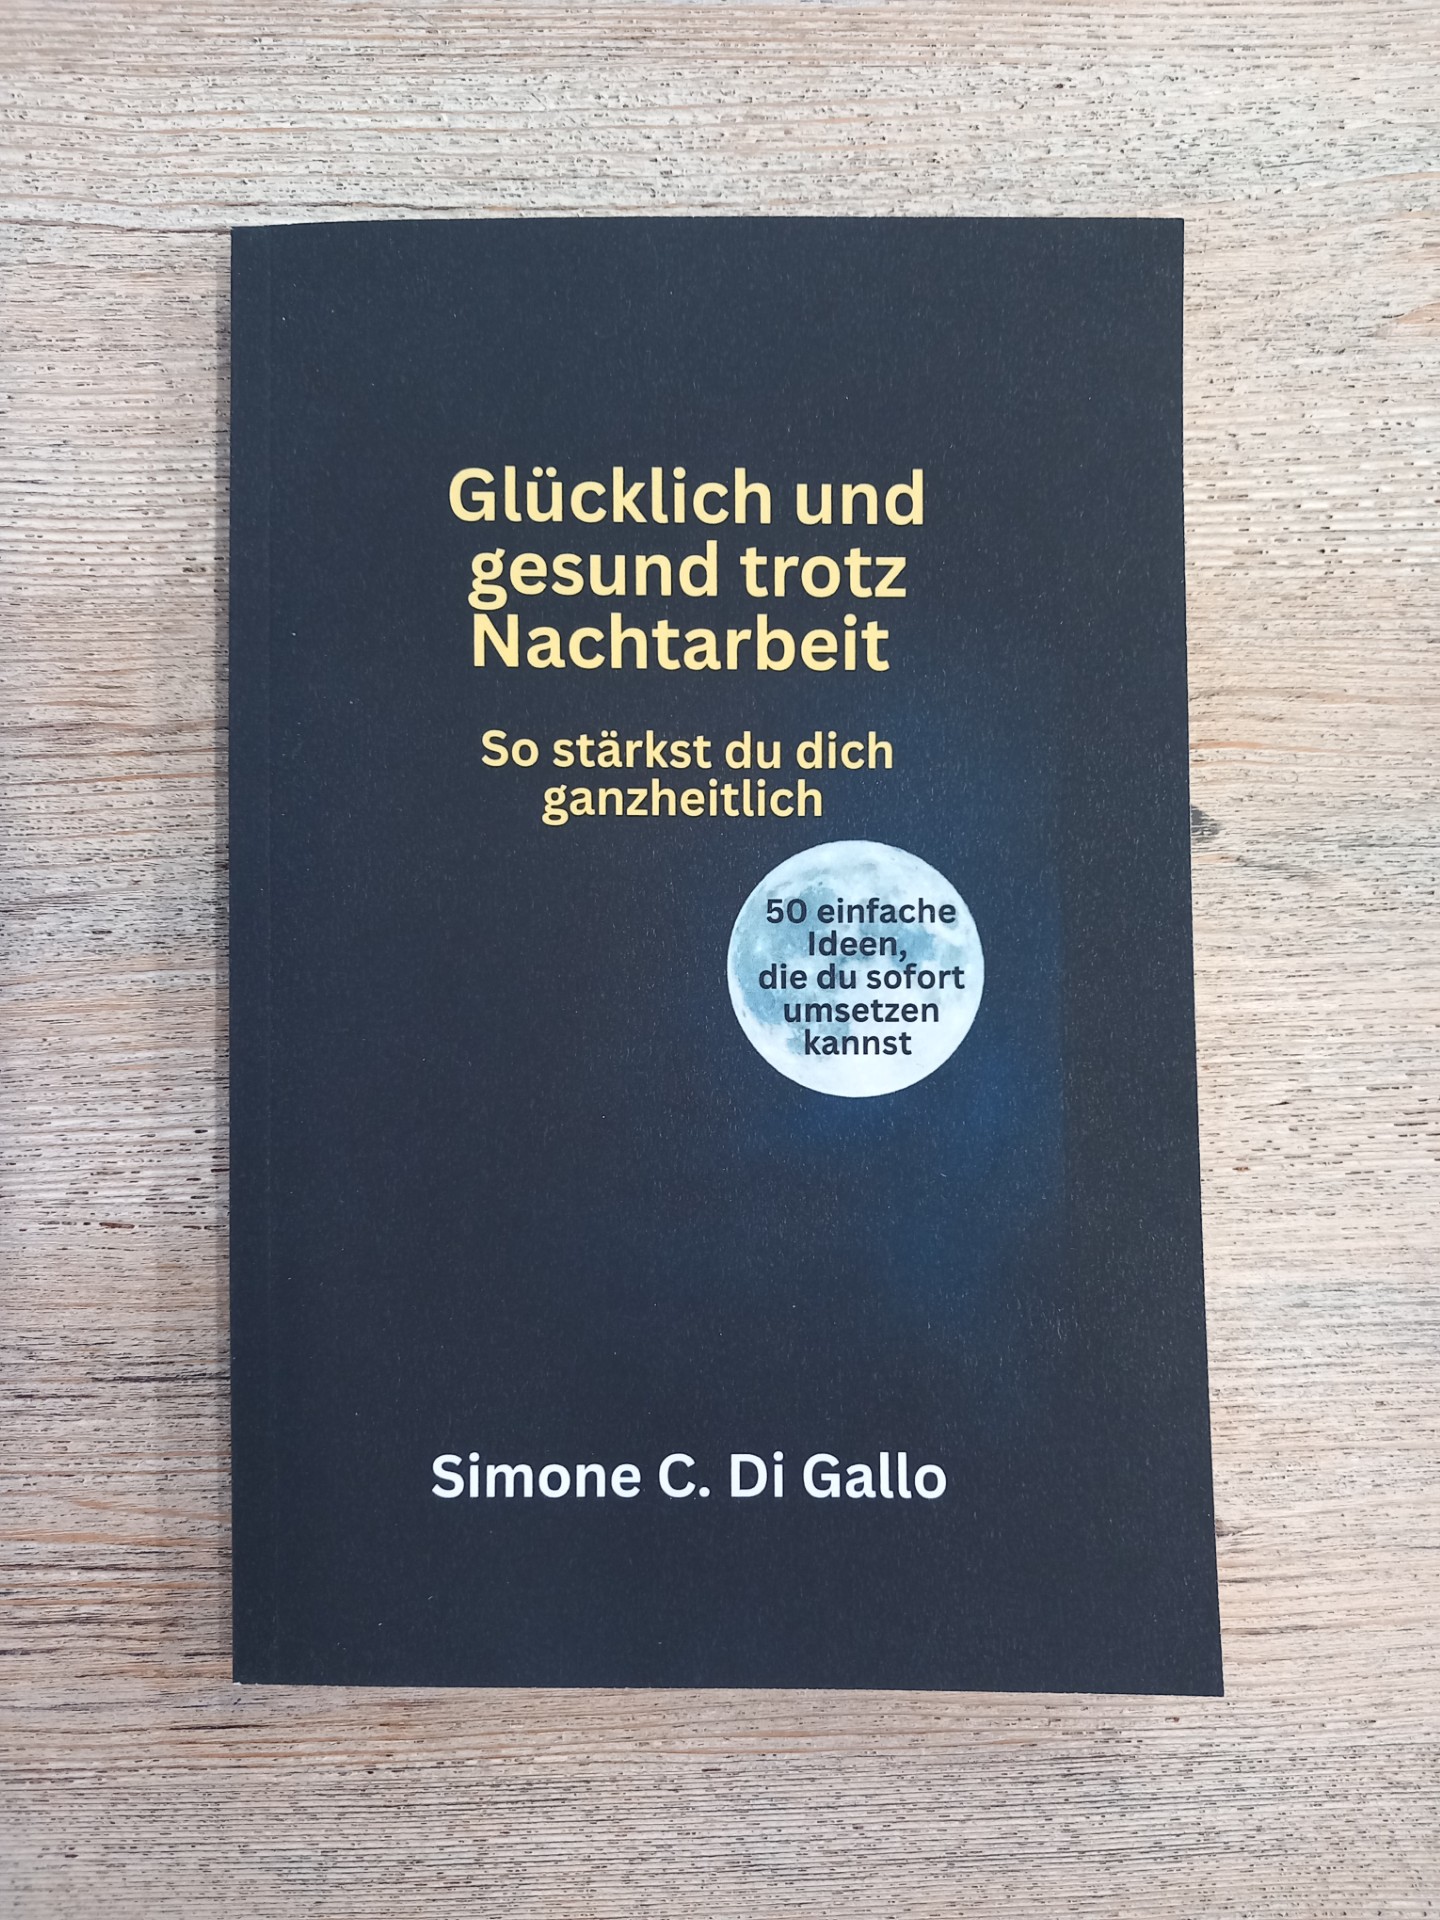 Glücklich und
gesund trotz
Nachtarbeit
So stärkst du dich
ganzheitlich
50 einfache
Ideen,
die du sofort
umsetzen
kannst
Simone C. Di Gallo